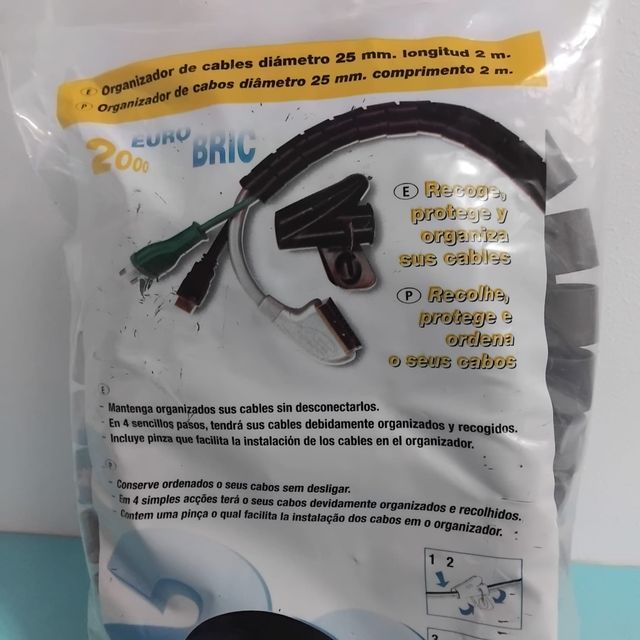 E Organizador de cables diámetro 25 mm. longitud 2 m.
P Organizador de cabos diâmetro 25 mm. comprimento 2 m.
EURO
2000 BRIC
E Recoge,
protege y
organiza
sus cables
P Recolhe,
protege e
ordena
o seus cabos
E
- Mantenga organizados sus cables sin desconectarlos.
- En 4 sencillos pasos, tendrá sus cables debidamente organizados y recogidos.
- Incluye pinza que facilita la instalación de los cables en el organizador.
P
- Conserve ordenados o seus cabos sem desligar.
- Em 4 simples acções terá o seus cabos devidamente organizados e recolhidos.
- Contem uma pinça o qual facilita la instalação dos cabos em o organizador.
1 2
3